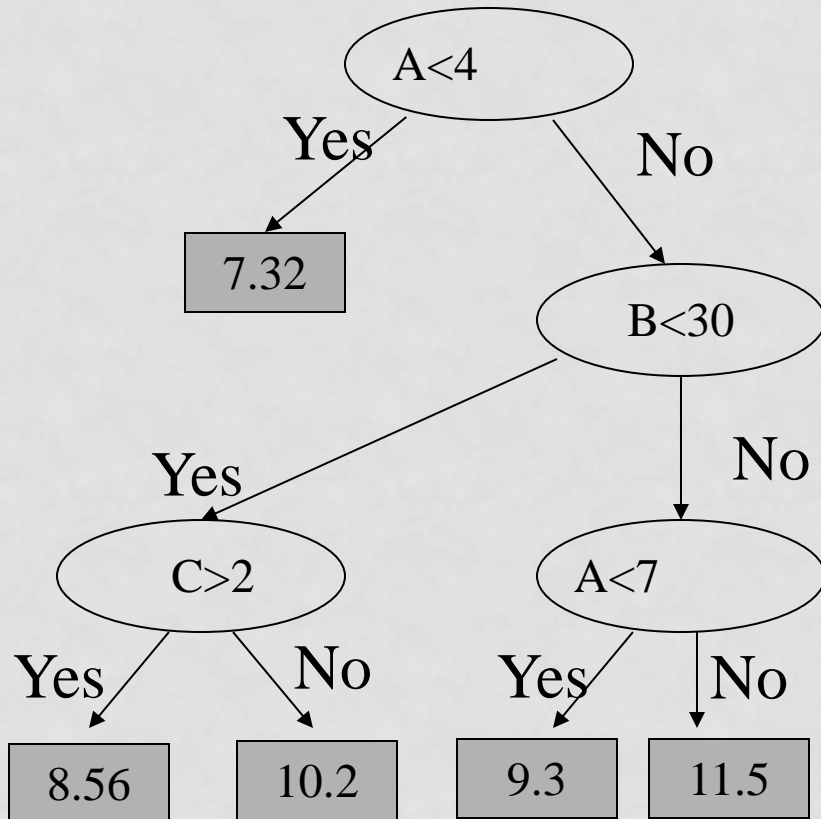 A<4
Yes
No
7.32
B<30
Yes
No
C>2
A<7
Yes
No
Yes
No
8.56
10.2
9.3
11.5